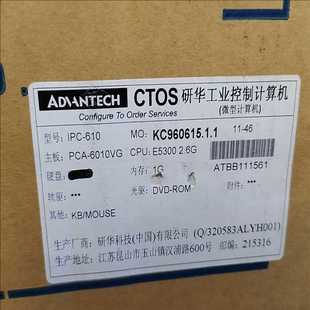 ADVANTECH CTOS 研华工业控制计算机
Configure To Order Services (微型计算机)
型号: IPC-610 MO: KC960615.1.1 11-46
主板: PCA-6010VG CPU: E5300 2.6G
硬盘: 内存: 1G ATBB111561
软驱: *** 光驱: DVD-ROM 附件: ***
其他: KB/MOUSE
生产厂商: 研华科技(中国)有限公司 (Q/320583ALYH001)
厂 址: 江苏昆山市玉山镇汉浦路600号 邮编: 215316